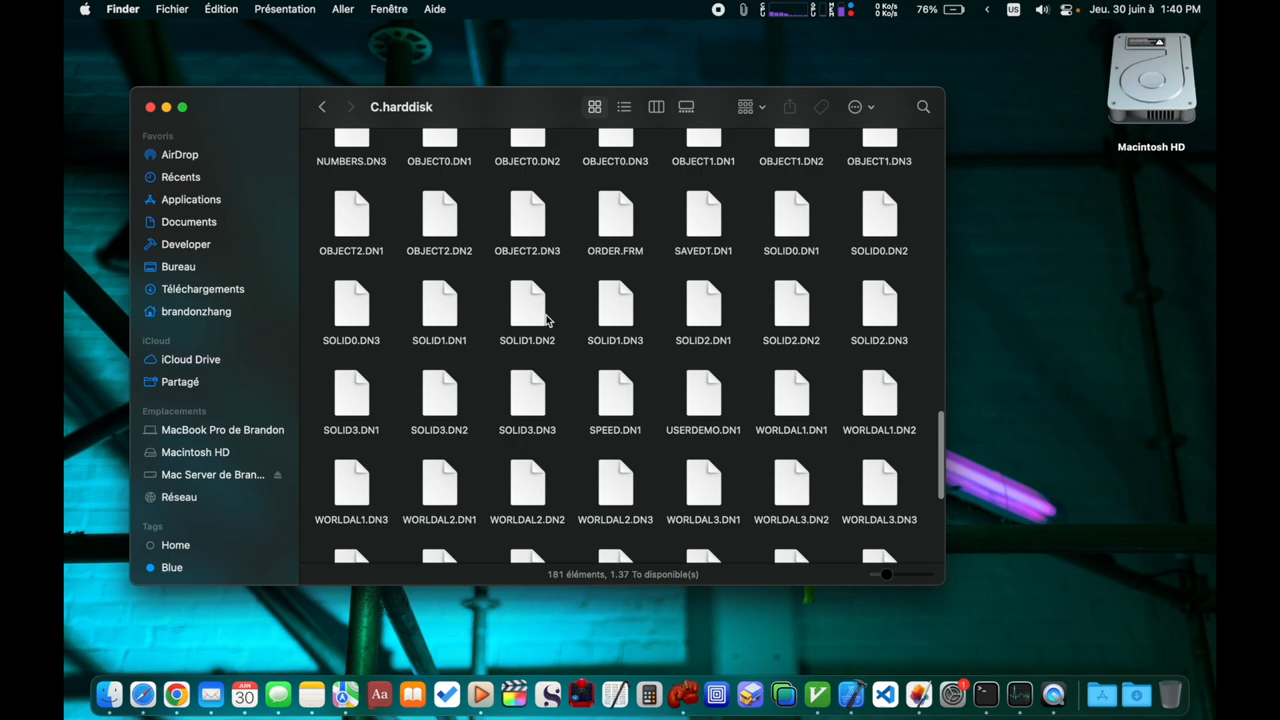 Finder Fichier Édition Présentation Aller Fenêtre Aide
0 Ko/s
0 Ko/s
76% US Jeu. 30 juin à 1:40 PM
Macintosh HD
C.harddisk
Favoris
AirDrop
Récents
Applications
Documents
Developer
Bureau
Téléchargements
brandonzhang
iCloud
iCloud Drive
Partagé
Emplacements
MacBook Pro de Brandon
Macintosh HD
Mac Server de Bran...
Réseau
Tags
Home
Blue
NUMBERS.DN3 OBJECT0.DN1 OBJECT0.DN2 OBJECT0.DN3 OBJECT1.DN1 OBJECT1.DN2 OBJECT1.DN3
OBJECT2.DN1 OBJECT2.DN2 OBJECT2.DN3 ORDER.FRM SAVEDT.DN1 SOLID0.DN1 SOLID0.DN2
SOLID0.DN3 SOLID1.DN1 SOLID1.DN2 SOLID1.DN3 SOLID2.DN1 SOLID2.DN2 SOLID2.DN3
SOLID3.DN1 SOLID3.DN2 SOLID3.DN3 SPEED.DN1 USERDEMO.DN1 WORLDAL1.DN1 WORLDAL1.DN2
WORLDAL1.DN3 WORLDAL2.DN1 WORLDAL2.DN2 WORLDAL2.DN3 WORLDAL3.DN1 WORLDAL3.DN2 WORLDAL3.DN3
181 éléments, 1.37 To disponible(s)
JUIN
30
Aa
1